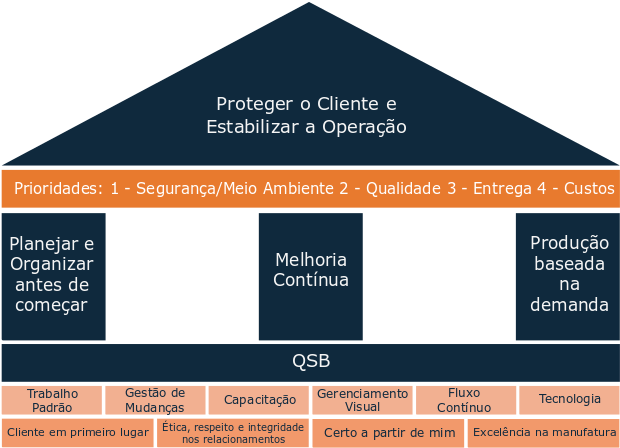 Proteger o Cliente e
Estabilizar a Operação
Prioridades: 1 - Segurança/Meio Ambiente 2 - Qualidade 3 - Entrega 4 - Custos
Planejar e
Organizar
antes de
começar
Melhoria
Contínua
Produção
baseada
na
demanda
QSB
Trabalho
Padrão
Gestão de
Mudanças
Capacitação
Gerenciamento
Visual
Fluxo
Contínuo
Tecnologia
Cliente em primeiro lugar
Ética, respeito e integridade
nos relacionamentos
Certo a partir de mim
Excelência na manufatura